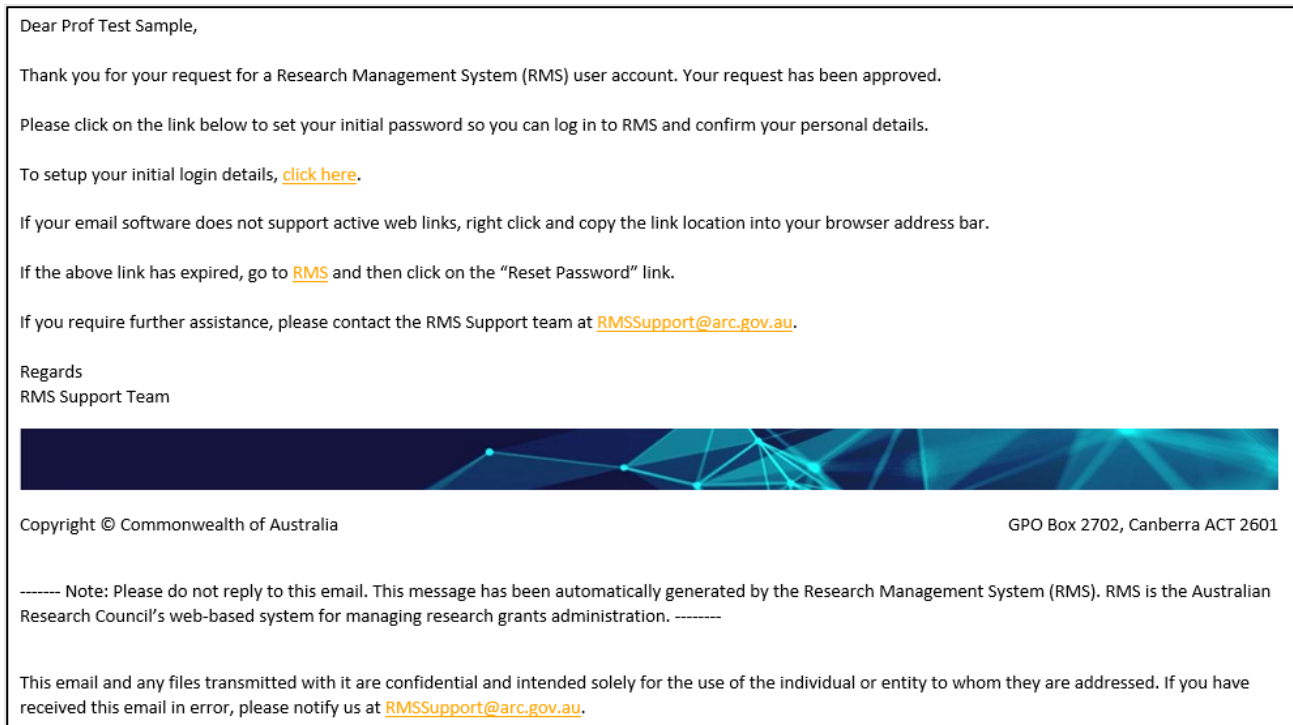 Dear Prof Test Sample,
Thank you for your request for a Research Management System (RMS) user account. Your request has been approved.
Please click on the link below to set your initial password so you can log in to RMS and confirm your personal details.
To setup your initial login details, click here.
If your email software does not support active web links, right click and copy the link location into your browser address bar.
If the above link has expired, go to RMS and then click on the “Reset Password” link.
If you require further assistance, please contact the RMS Support team at RMSSupport@arc.gov.au.
Regards
RMS Support Team
Copyright © Commonwealth of Australia
GPO Box 2702, Canberra ACT 2601
------- Note: Please do not reply to this email. This message has been automatically generated by the Research Management System (RMS). RMS is the Australian
Research Council’s web-based system for managing research grants administration. --------
This email and any files transmitted with it are confidential and intended solely for the use of the individual or entity to whom they are addressed. If you have
received this email in error, please notify us at RMSSupport@arc.gov.au.